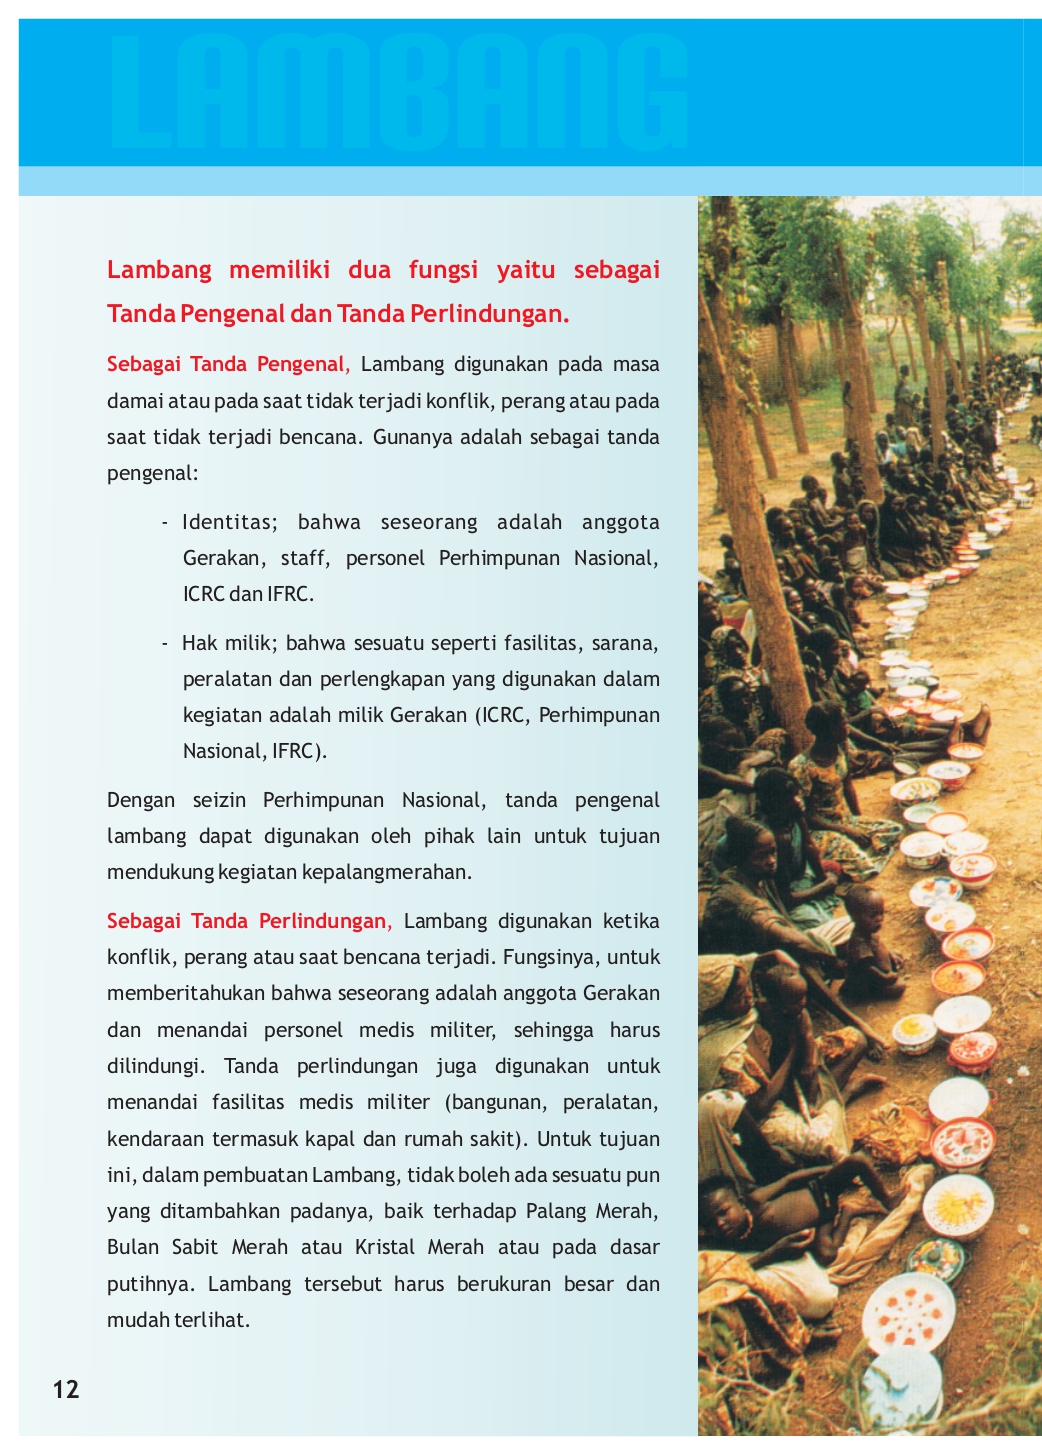 LAMBANG
Lambang memiliki dua fungsi yaitu sebagai
Tanda Pengenal dan Tanda Perlindungan.
Sebagai Tanda Pengenal, Lambang digunakan pada masa
damai atau pada saat tidak terjadi konflik, perang atau pada
saat tidak terjadi bencana. Gunanya adalah sebagai tanda
pengenal:
- Identitas; bahwa seseorang adalah anggota
Gerakan, staff, personel Perhimpunan Nasional,
ICRC dan IFRC.
- Hak milik; bahwa sesuatu seperti fasilitas, sarana,
peralatan dan perlengkapan yang digunakan dalam
kegiatan adalah milik Gerakan (ICRC, Perhimpunan
Nasional, IFRC).
Dengan seizin Perhimpunan Nasional, tanda pengenal
lambang dapat digunakan oleh pihak lain untuk tujuan
mendukung kegiatan kepalangmerahan.
Sebagai Tanda Perlindungan, Lambang digunakan ketika
konflik, perang atau saat bencana terjadi. Fungsinya, untuk
memberitahukan bahwa seseorang adalah anggota Gerakan
dan menandai personel medis militer, sehingga harus
dilindungi. Tanda perlindungan juga digunakan untuk
menandai fasilitas medis militer (bangunan, peralatan,
kendaraan termasuk kapal dan rumah sakit). Untuk tujuan
ini, dalam pembuatan Lambang, tidak boleh ada sesuatu pun
yang ditambahkan padanya, baik terhadap Palang Merah,
Bulan Sabit Merah atau Kristal Merah atau pada dasar
putihnya. Lambang tersebut harus berukuran besar dan
mudah terlihat.
12